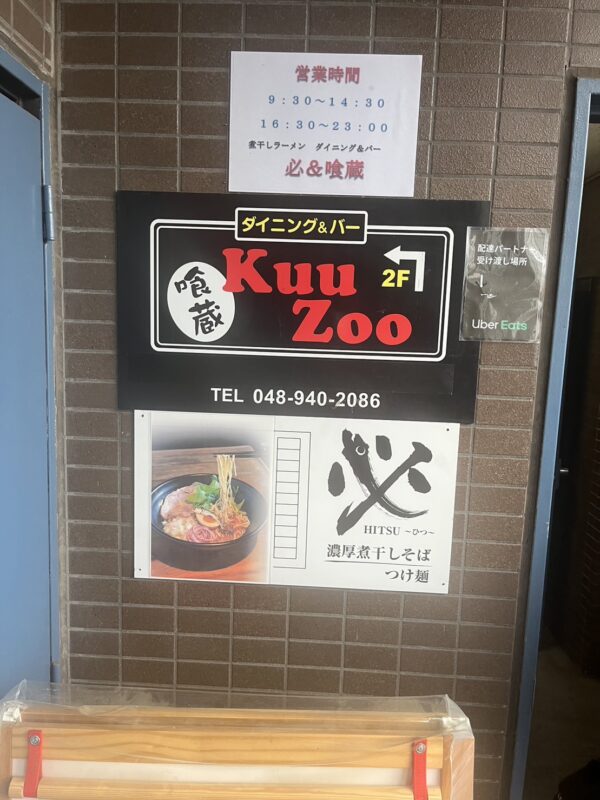 営業時間
9：30～14：30
16：30～23：00
煮干しラーメン　ダイニング&バー
必&喰蔵
ダイニング&バー
喰蔵
Kuu
Zoo
2F
TEL 048-940-2086
配達パートナー
受け渡し場所
Uber Eats
必
HITSU ～ひつ～
濃厚煮干しそば
つけ麺